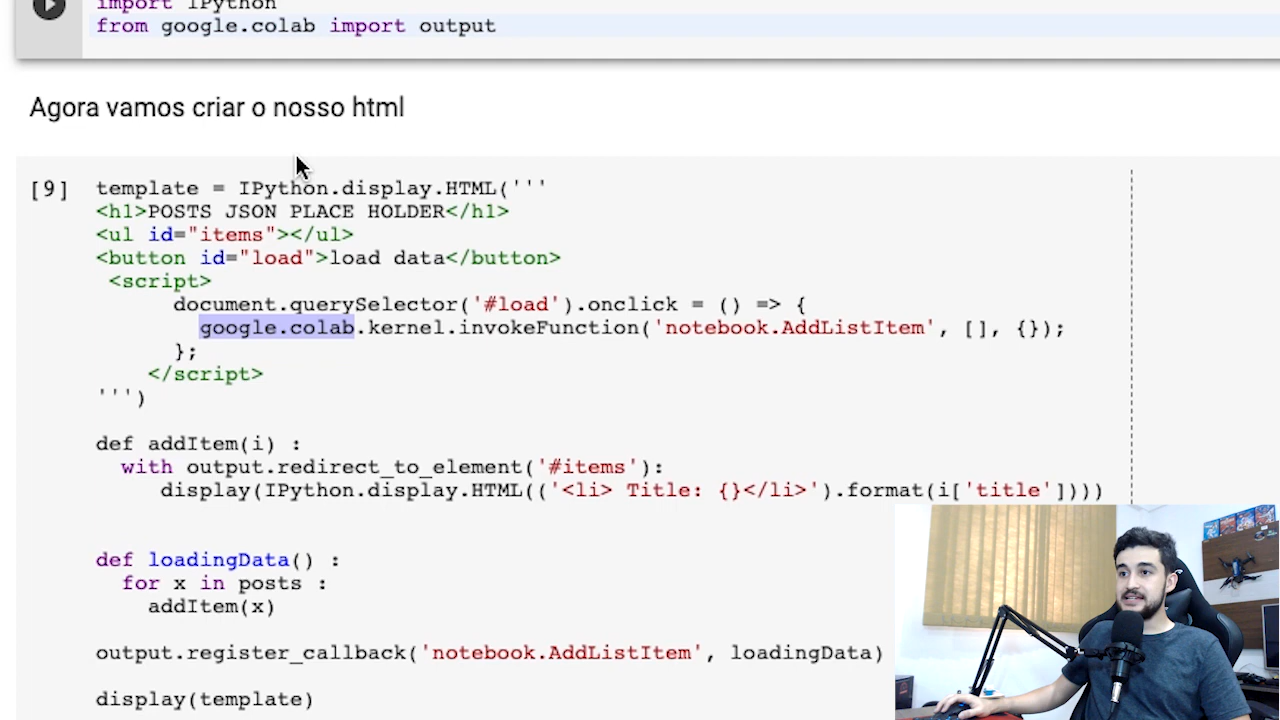 import IPython
from google.colab import output
Agora vamos criar o nosso html
[9] template = IPython.display.HTML('''
<h1>POSTS JSON PLACE HOLDER</h1>
<ul id="items"></ul>
<button id="load">load data</button>
<script>
document.querySelector('#load').onclick = () => {
google.colab.kernel.invokeFunction('notebook.AddListItem', [], {});
};
</script>
''')
def addItem(i) :
with output.redirect_to_element('#items'):
display(IPython.display.HTML(('<li> Title: {}</li>').format(i['title'])))
def loadingData() :
for x in posts :
addItem(x)
output.register_callback('notebook.AddListItem', loadingData)
display(template)